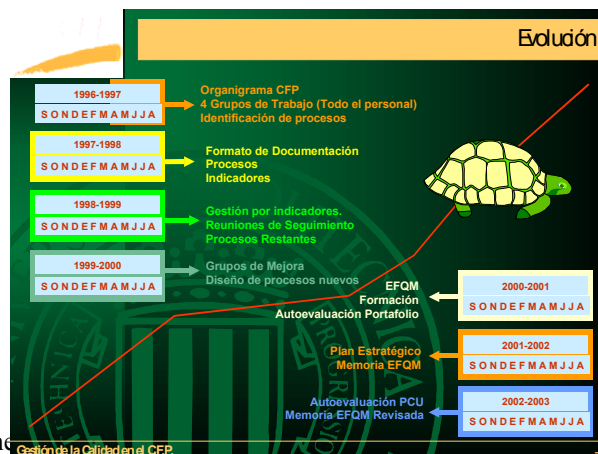 Evolución
1996-1997
S O N D E F M A M J J A
Organigrama CFP
4 Grupos de Trabajo (Todo el personal)
Identificación de procesos
1997-1998
S O N D E F M A M J J A
Formato de Documentación
Procesos
Indicadores
1998-1999
S O N D E F M A M J J A
Gestión por indicadores.
Reuniones de Seguimiento
Procesos Restantes
1999-2000
S O N D E F M A M J J A
Grupos de Mejora
Diseño de procesos nuevos
EFQM
Formación
Autoevaluación Portafolio
2000-2001
S O N D E F M A M J J A
Plan Estratégico
Memoria EFQM
2001-2002
S O N D E F M A M J J A
Autoevaluación PCU
Memoria EFQM Revisada
2002-2003
S O N D E F M A M J J A
Gestión de la Calidad en el CFP.